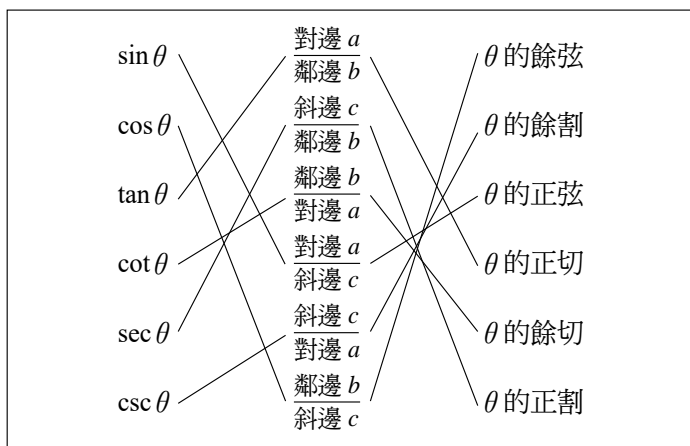 sin θ 對邊 a / 鄰邊 b θ 的餘弦
cos θ 斜邊 c / 鄰邊 b θ 的餘割
tan θ 鄰邊 b / 對邊 a θ 的正弦
cot θ 對邊 a / 斜邊 c θ 的正切
sec θ 斜邊 c / 對邊 a θ 的餘切
csc θ 鄰邊 b / 斜邊 c θ 的正割